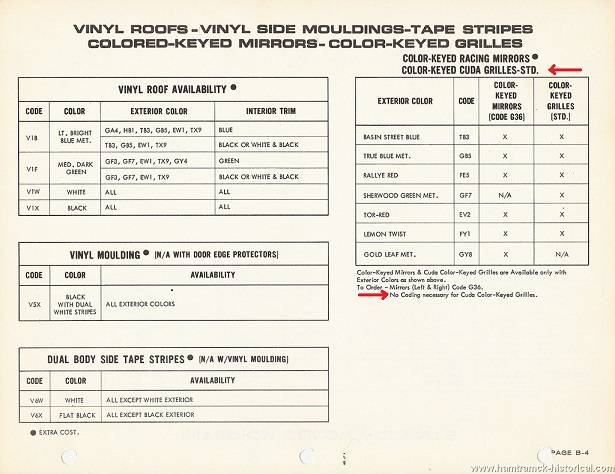 VINYL ROOFS-VINYL SIDE MOULDINGS-TAPE STRIPES
COLORED-KEYED MIRRORS-COLOR-KEYED GRILLES
COLOR-KEYED RACING MIRRORS ●
COLOR-KEYED CUDA GRILLES-STD.
VINYL ROOF AVAILABILITY ●
CODE COLOR EXTERIOR COLOR INTERIOR TRIM
V1B LT. BRIGHT BLUE MET. GA4, HB1, TB3, GB5, EW1, TX9 BLUE
TB3, GB5, EW1, TX9 BLACK OR WHITE & BLACK
V1F MED. DARK GREEN GF3, GF7, EW1, TX9, GY4 GREEN
GF3, GF7, EW1, TX9 BLACK OR WHITE & BLACK
V1W WHITE ALL ALL
V1X BLACK ALL ALL
VINYL MOULDING ● (N/A WITH DOOR EDGE PROTECTORS)
CODE COLOR AVAILABILITY
V5X BLACK WITH DUAL WHITE STRIPES ALL EXTERIOR COLORS
DUAL BODY SIDE TAPE STRIPES ● (N/A W/VINYL MOULDING)
CODE COLOR AVAILABILITY
V6W WHITE ALL EXCEPT WHITE EXTERIOR
V6X FLAT BLACK ALL EXCEPT BLACK EXTERIOR
● EXTRA COST.
EXTERIOR COLOR CODE COLOR-KEYED MIRRORS (CODE G36) COLOR-KEYED GRILLES (STD.)
BASIN STREET BLUE TB3 X X
TRUE BLUE MET. GB5 X X
RALLYE RED FE5 X X
SHERWOOD GREEN MET. GF7 N/A X
TOR-RED EV2 X X
LEMON TWIST FY1 X X
GOLD LEAF MET. GY8 X N/A
Color-Keyed Mirrors & Cuda Color-Keyed Grilles are Available only with
Exterior Colors as shown above.
To Order - Mirrors (Left & Right) Code G36.
No Coding necessary for Cuda Color-Keyed Grilles.
PAGE B-4
www.hamtramck-historical.com